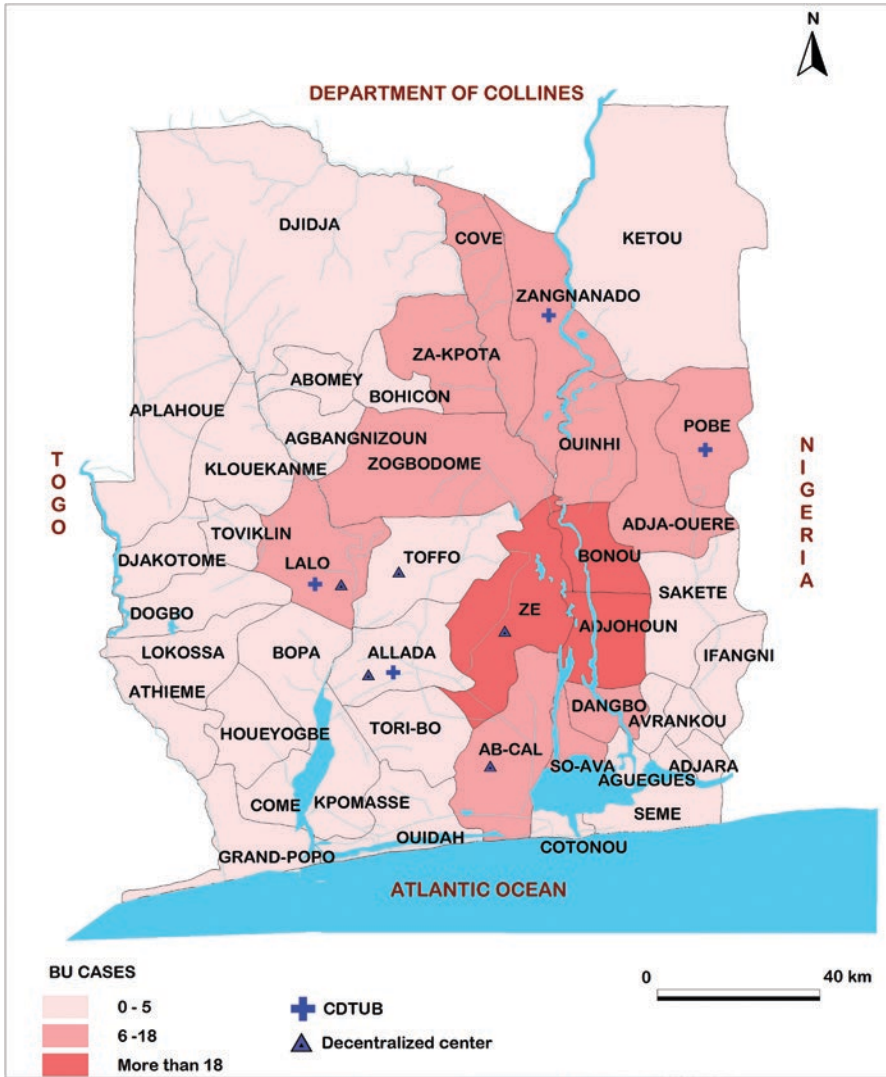 N
DEPARTMENT OF COLLINES
DJIDJA
COVE
KETOU
ZANGNANADO
ZA-KPOTA
ABOMEY
BOHICON
APLAHOUE
AGBANGNIZOUN
ZOGBODOME
OUINHI
POBE
KLOUEKANME
TOGO
NIGERIA
TOVIKLIN
ADJA-OUERE
DJAKOTOME
LALO
TOFFO
BONOU
SAKETE
DOGBO
ZE
ADJOHOUN
LOKOSSA
BOPA
ALLADA
IFANGNI
ATHIEME
DANGBO
AVRANKOU
HOUEYOGBE
TORI-BO
AB-CAL
SO-AVA
ADJARA
AGUEGUES
COME
KPOMASSE
SEME
OUIDAH
COTONOU
GRAND-POPO
ATLANTIC OCEAN
BU CASES
0 - 5
6 -18
More than 18
CDTUB
Decentralized center
0 40 km